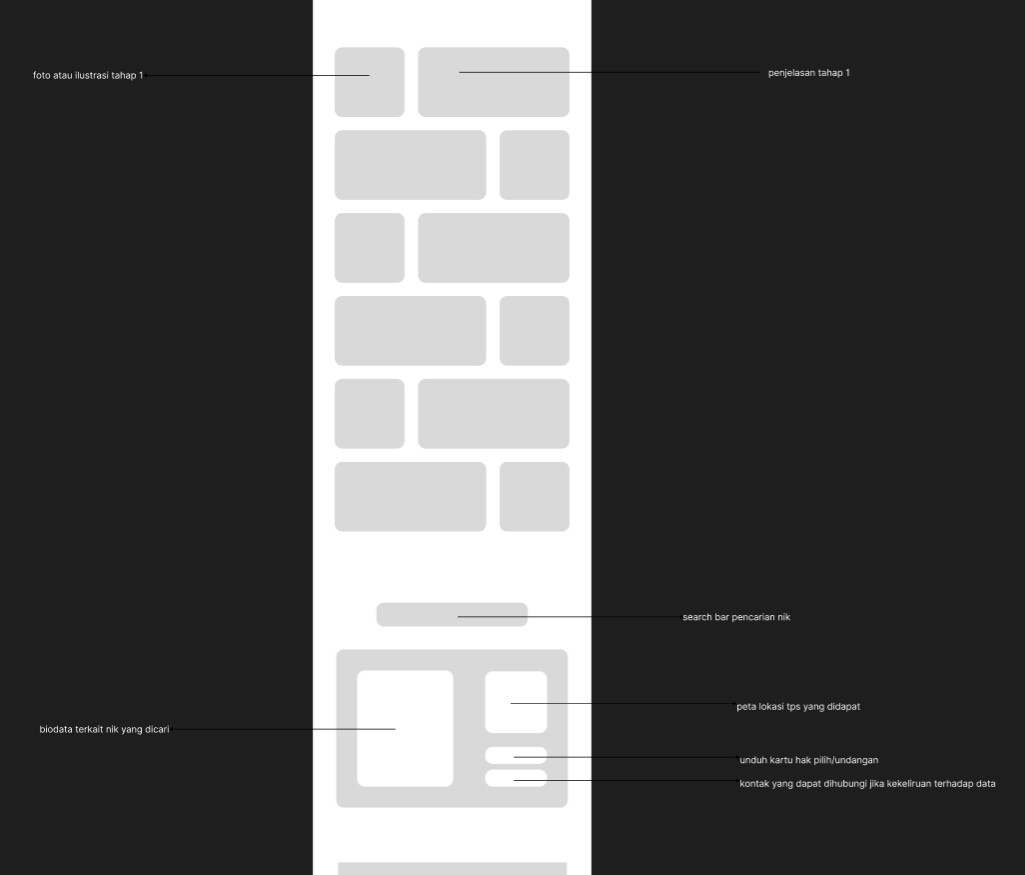 foto atau ilustrasi tahap 1
penjelasan tahap 1
search bar pencarian nik
biodata terkait nik yang dicari
peta lokasi tps yang didapat
unduh kartu hak pilih/undangan
kontak yang dapat dihubungi jika kekeliruan terhadap data